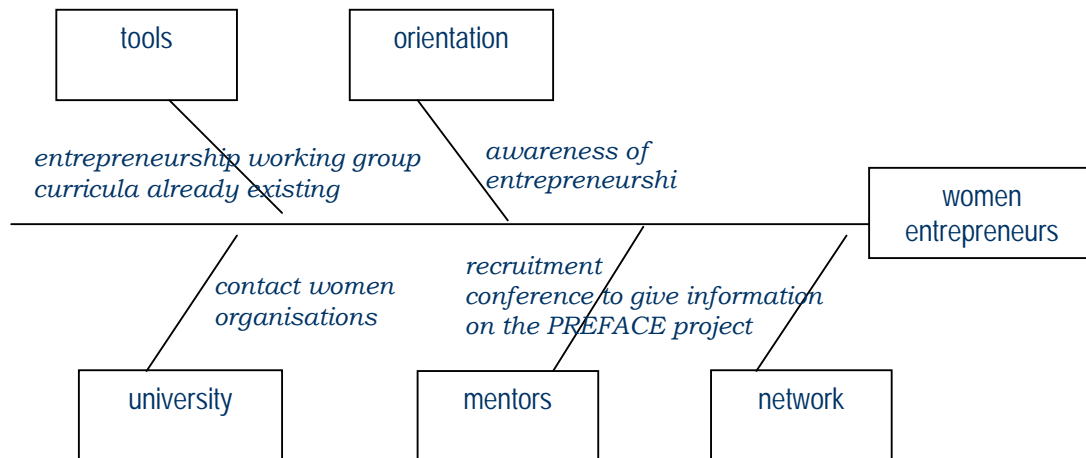 tools
orientation
entrepreneurship working group
curricula already existing
awareness of
entrepreneurshi
women
entrepreneurs
contact women
organisations
recruitment
conference to give information
on the PREFACE project
university
mentors
network